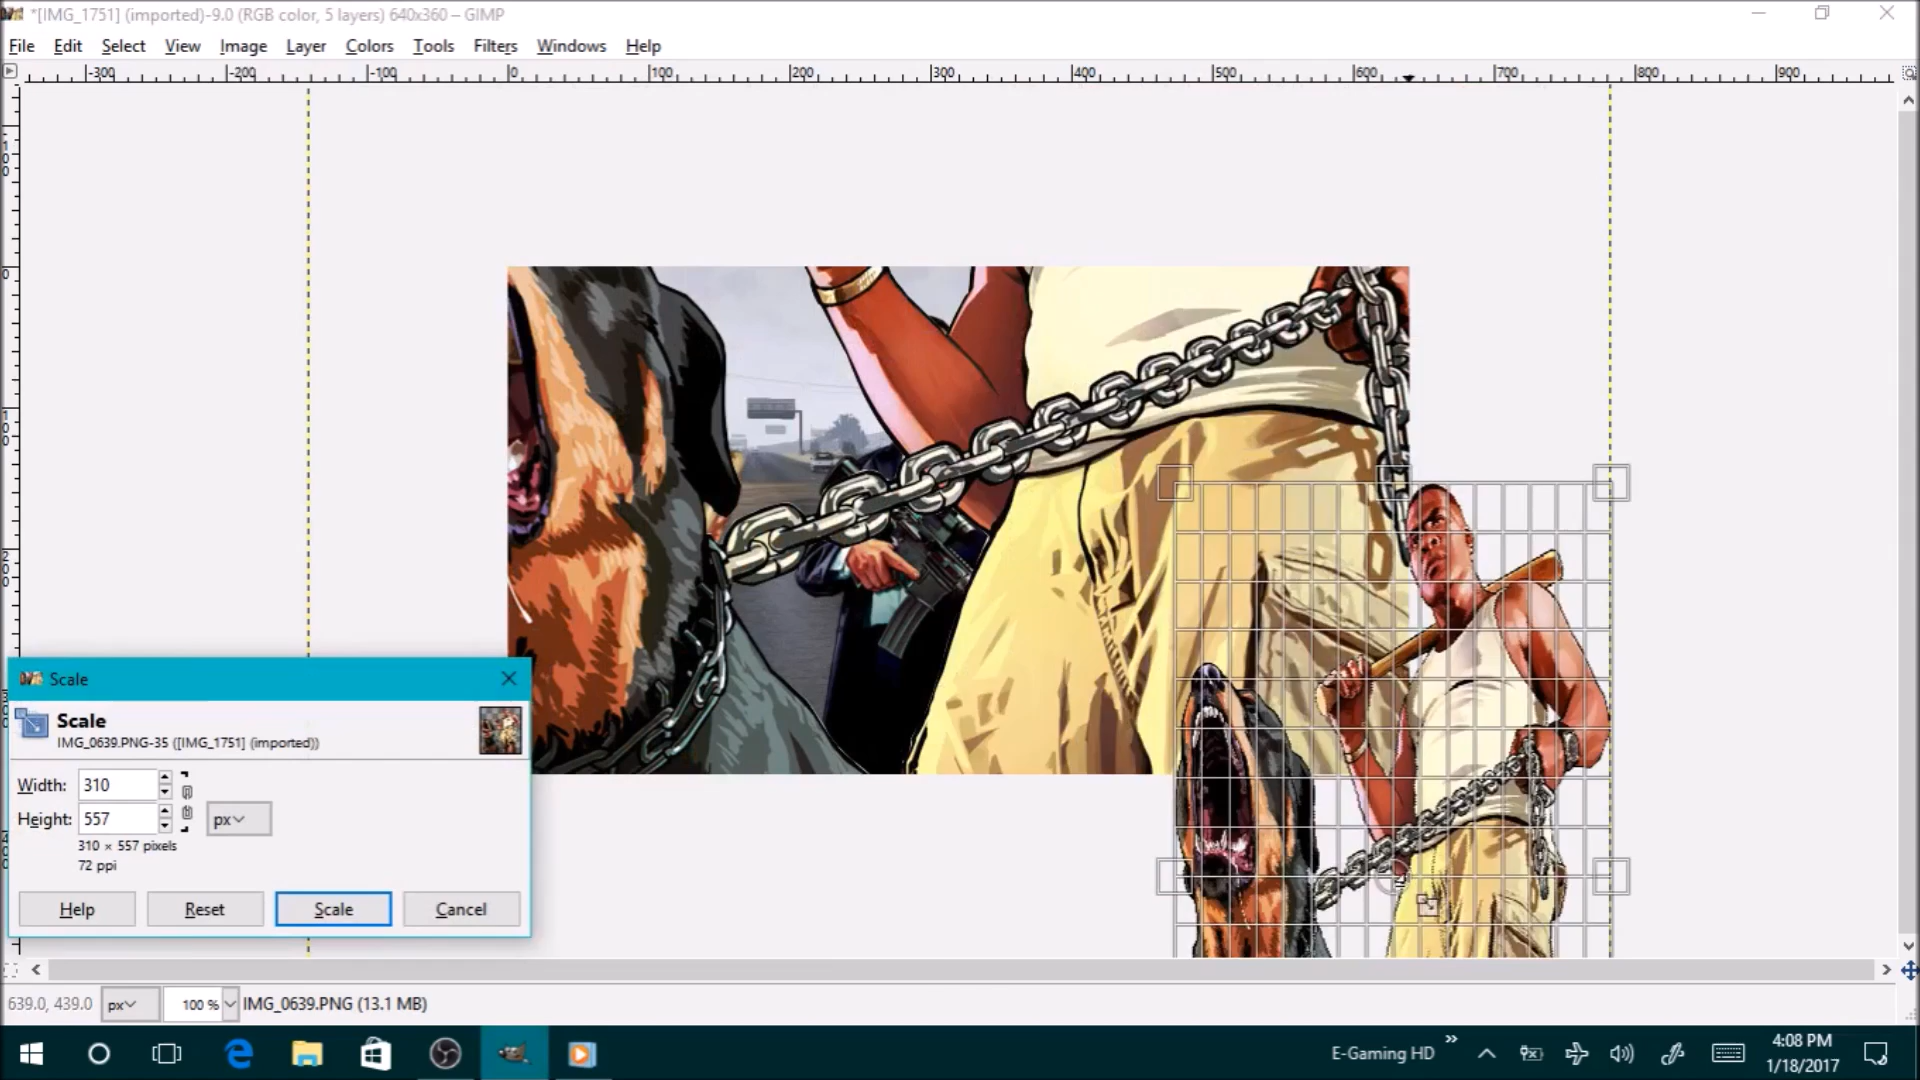 *[IMG_1751] (imported)-9.0 (RGB color, 5 layers) 640x360 – GIMP
File Edit Select View Image Layer Colors Tools Filters Windows Help
-300 -200 -100 0 100 200 300 400 500 600 700 800 900
Scale
Scale
IMG_0639.PNG-35 ([IMG_1751] (imported))
Width: 310
Height: 557 px
310 × 557 pixels
72 ppi
Help Reset Scale Cancel
639.0, 439.0 px 100 % IMG_0639.PNG (13.1 MB)
E-Gaming HD » 4:08 PM
1/18/2017